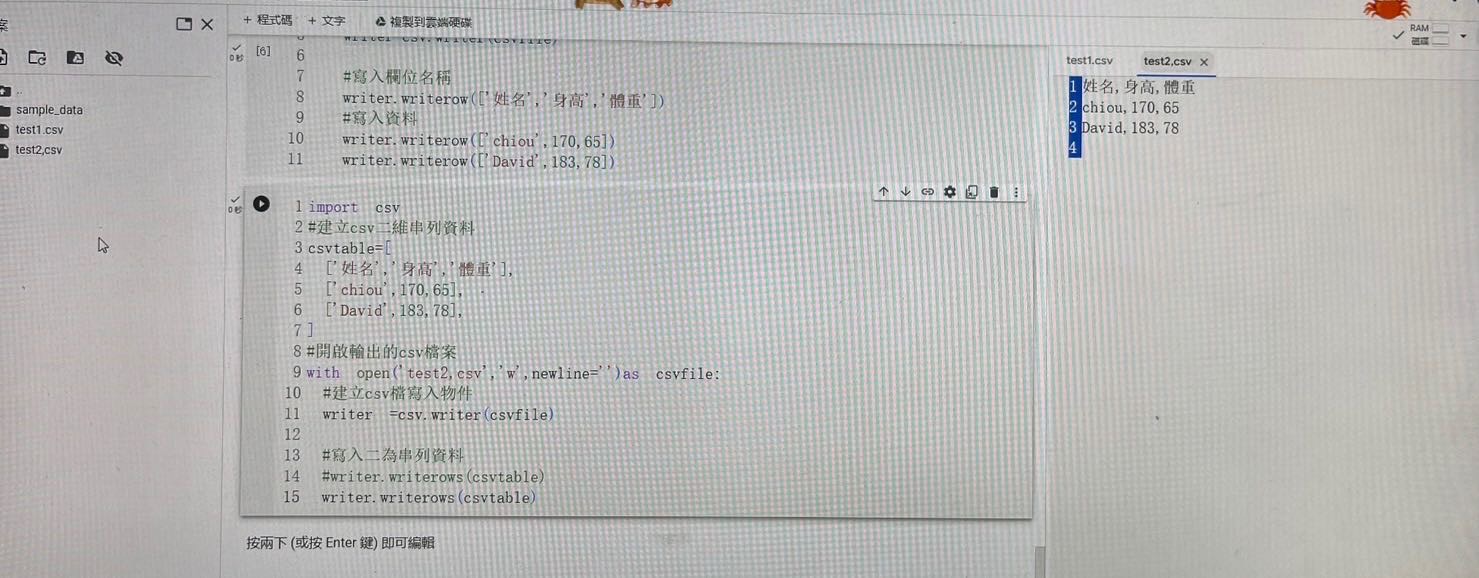 案
+ 程式碼 + 文字 複製到雲端硬碟
RAM
磁碟
..
sample_data
test1.csv
test2,csv
0 秒
[6]
writer=csv.writer(csvfile)
6
7 #寫入欄位名稱
8 writer.writerow(['姓名','身高','體重'])
9 #寫入資料
10 writer.writerow(['chiou',170,65])
11 writer.writerow(['David',183,78])
0 秒
1 import csv
2 #建立csv二維串列資料
3 csvtable=[
4 ['姓名','身高','體重'],
5 ['chiou',170,65],
6 ['David',183,78],
7 ]
8 #開啟輸出的csv檔案
9 with open('test2,csv','w',newline='')as csvfile:
10 #建立csv檔寫入物件
11 writer =csv.writer(csvfile)
12
13 #寫入二為串列資料
14 #writer.writerows(csvtable)
15 writer.writerows(csvtable)
按兩下 (或按 Enter 鍵) 即可編輯
test1.csv test2,csv
1 姓名,身高,體重
2 chiou,170,65
3 David,183,78
4